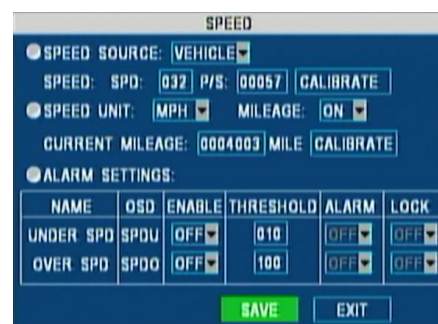 SPEED
SPEED SOURCE: VEHICLE
SPEED: SPD: 032 P/S: 00057 CALIBRATE
SPEED UNIT: MPH MILEAGE: ON
CURRENT MILEAGE: 0004003 MILE CALIBRATE
ALARM SETTINGS:
NAME OSD ENABLE THRESHOLD ALARM LOCK
UNDER SPD SPDU OFF 010 OFF OFF
OVER SPD SPDO OFF 100 OFF OFF
SAVE EXIT